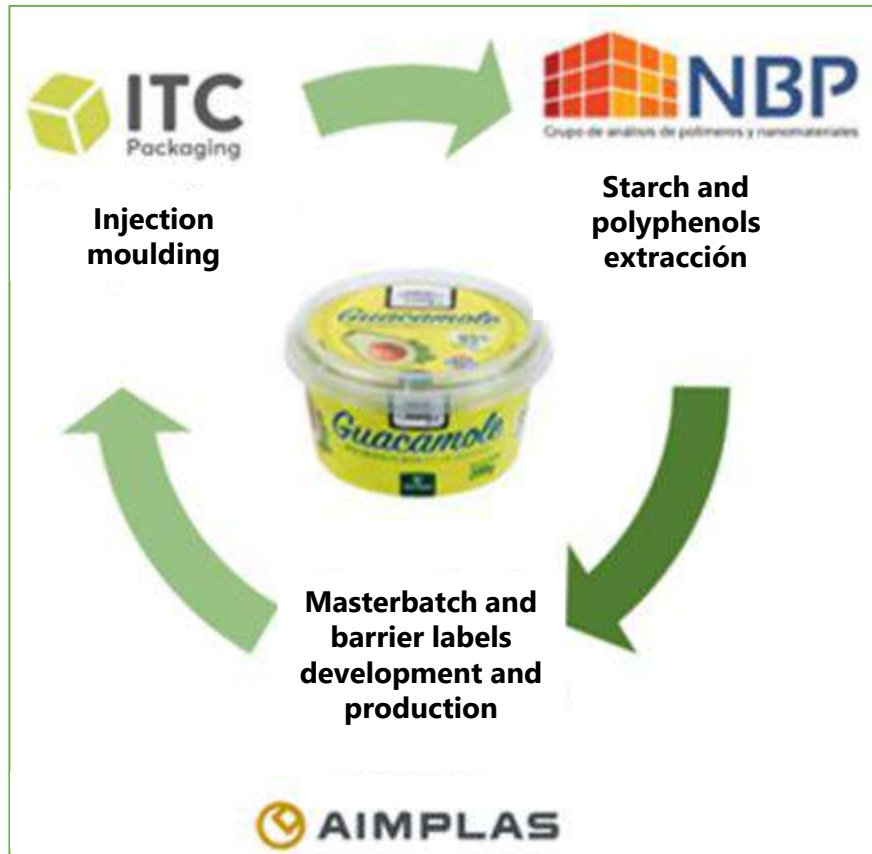 ITC
Packaging
NBP
Grupo de análisis de polímeros y nanomateriales
Injection
moulding
Starch and
polyphenols
extracción
Guacamole
Guacamole
200g
Masterbatch and
barrier labels
development and
production
AIMPLAS